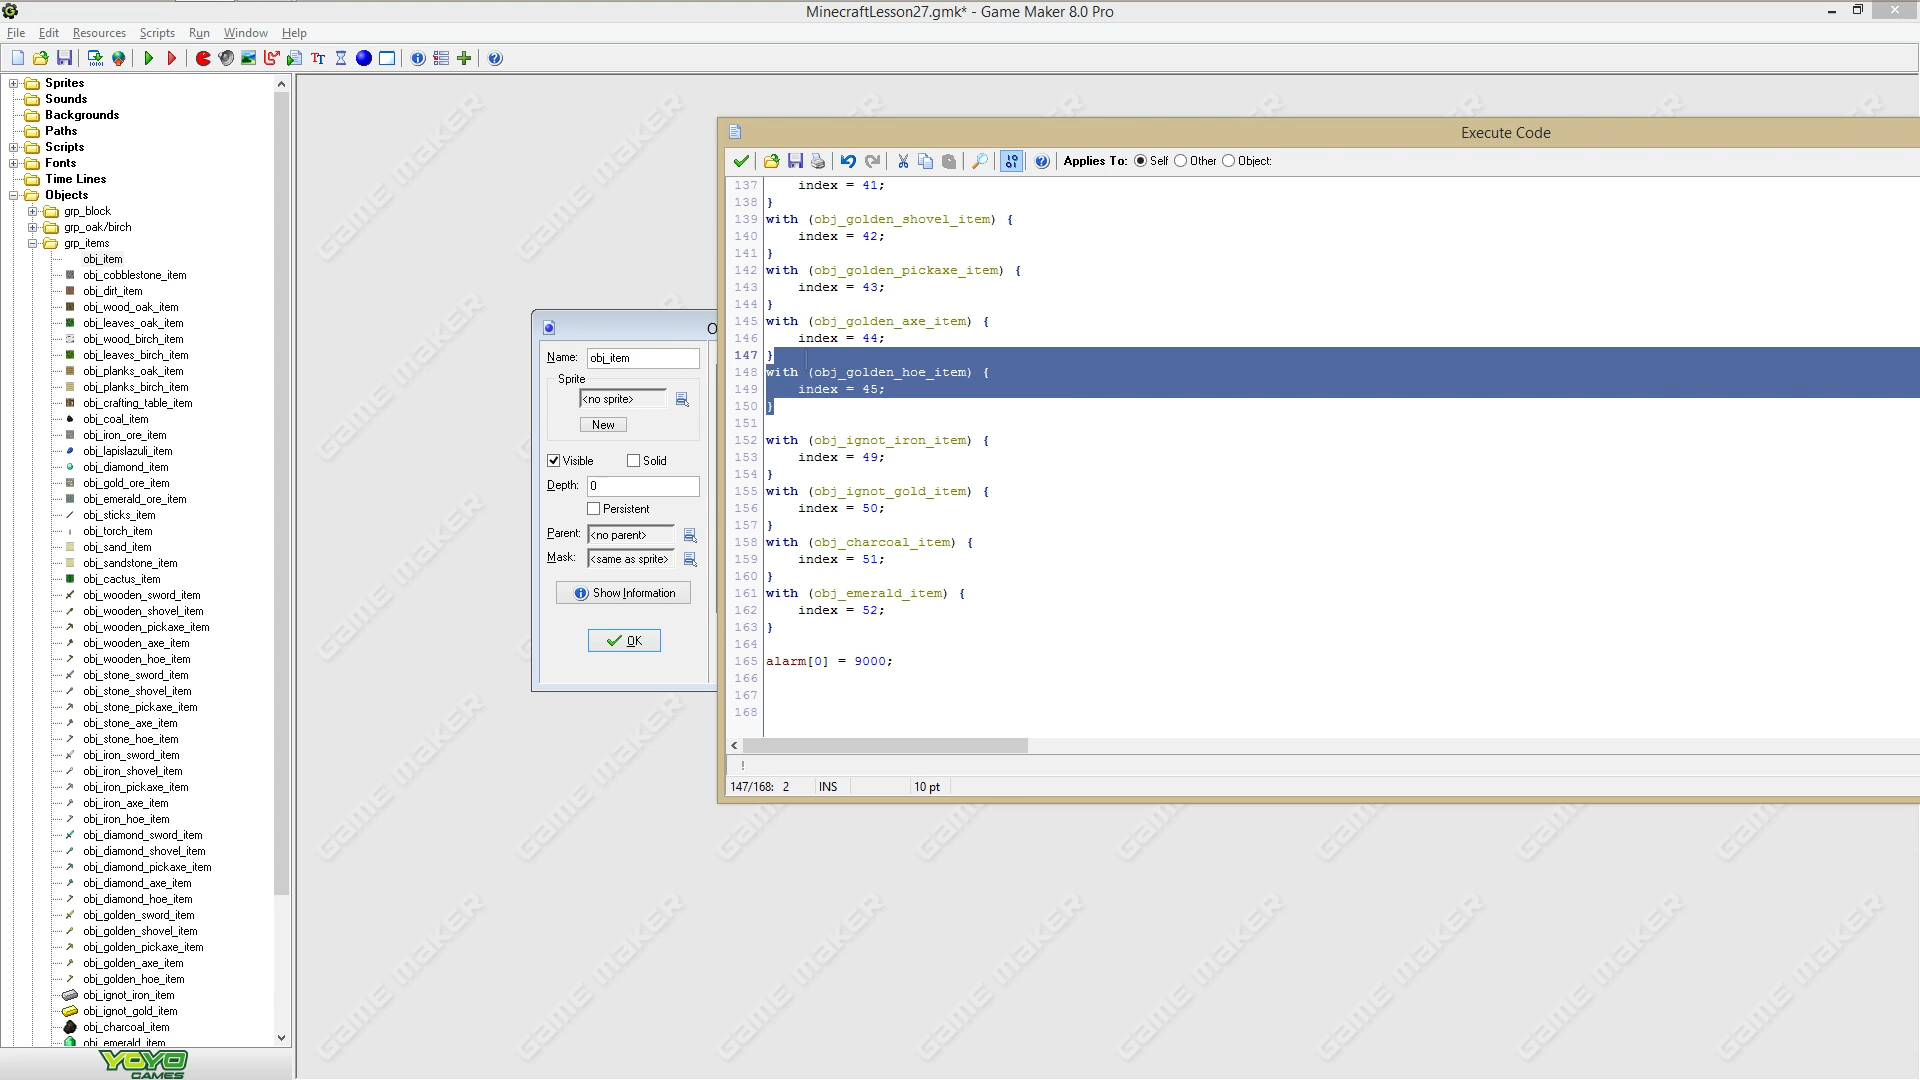 MinecraftLesson27.gmk* - Game Maker 8.0 Pro
File Edit Resources Scripts Run Window Help
Sprites
Sounds
Backgrounds
Paths
Scripts
Fonts
Time Lines
Objects
grp_block
grp_oak/birch
grp_items
obj_item
obj_cobblestone_item
obj_dirt_item
obj_wood_oak_item
obj_leaves_oak_item
obj_wood_birch_item
obj_leaves_birch_item
obj_planks_oak_item
obj_planks_birch_item
obj_crafting_table_item
obj_coal_item
obj_iron_ore_item
obj_lapislazuli_item
obj_diamond_item
obj_gold_ore_item
obj_emerald_ore_item
obj_sticks_item
obj_torch_item
obj_sand_item
obj_sandstone_item
obj_cactus_item
obj_wooden_sword_item
obj_wooden_shovel_item
obj_wooden_pickaxe_item
obj_wooden_axe_item
obj_wooden_hoe_item
obj_stone_sword_item
obj_stone_shovel_item
obj_stone_pickaxe_item
obj_stone_axe_item
obj_stone_hoe_item
obj_iron_sword_item
obj_iron_shovel_item
obj_iron_pickaxe_item
obj_iron_axe_item
obj_iron_hoe_item
obj_diamond_sword_item
obj_diamond_shovel_item
obj_diamond_pickaxe_item
obj_diamond_axe_item
obj_diamond_hoe_item
obj_golden_sword_item
obj_golden_shovel_item
obj_golden_pickaxe_item
obj_golden_axe_item
obj_golden_hoe_item
obj_ignot_iron_item
obj_ignot_gold_item
obj_charcoal_item
obj_emerald_item
YOYO
GAMES
O
Name: obj_item
Sprite
<no sprite>
New
Visible Solid
Depth: 0
Persistent
Parent: <no parent>
Mask: <same as sprite>
Show Information
OK
Execute Code
Applies To: Self Other Object:
137 index = 41;
138 }
139 with (obj_golden_shovel_item) {
140 index = 42;
141 }
142 with (obj_golden_pickaxe_item) {
143 index = 43;
144 }
145 with (obj_golden_axe_item) {
146 index = 44;
147 }
148 with (obj_golden_hoe_item) {
149 index = 45;
150 }
151
152 with (obj_ignot_iron_item) {
153 index = 49;
154 }
155 with (obj_ignot_gold_item) {
156 index = 50;
157 }
158 with (obj_charcoal_item) {
159 index = 51;
160 }
161 with (obj_emerald_item) {
162 index = 52;
163 }
164
165 alarm[0] = 9000;
166
167
168
!
147/168: 2 INS 10 pt
GAME MAKER